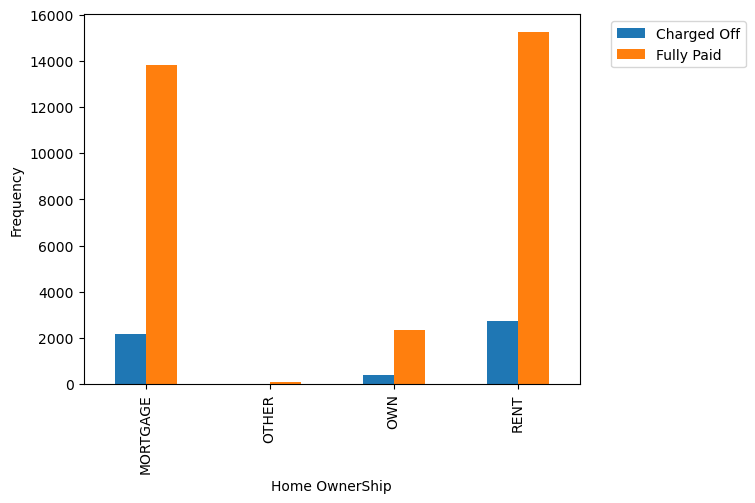 16000
14000
12000
10000
8000
6000
4000
2000
0
Frequency
MORTGAGE
OTHER
OWN
RENT
Home OwnerShip
Charged Off
Fully Paid